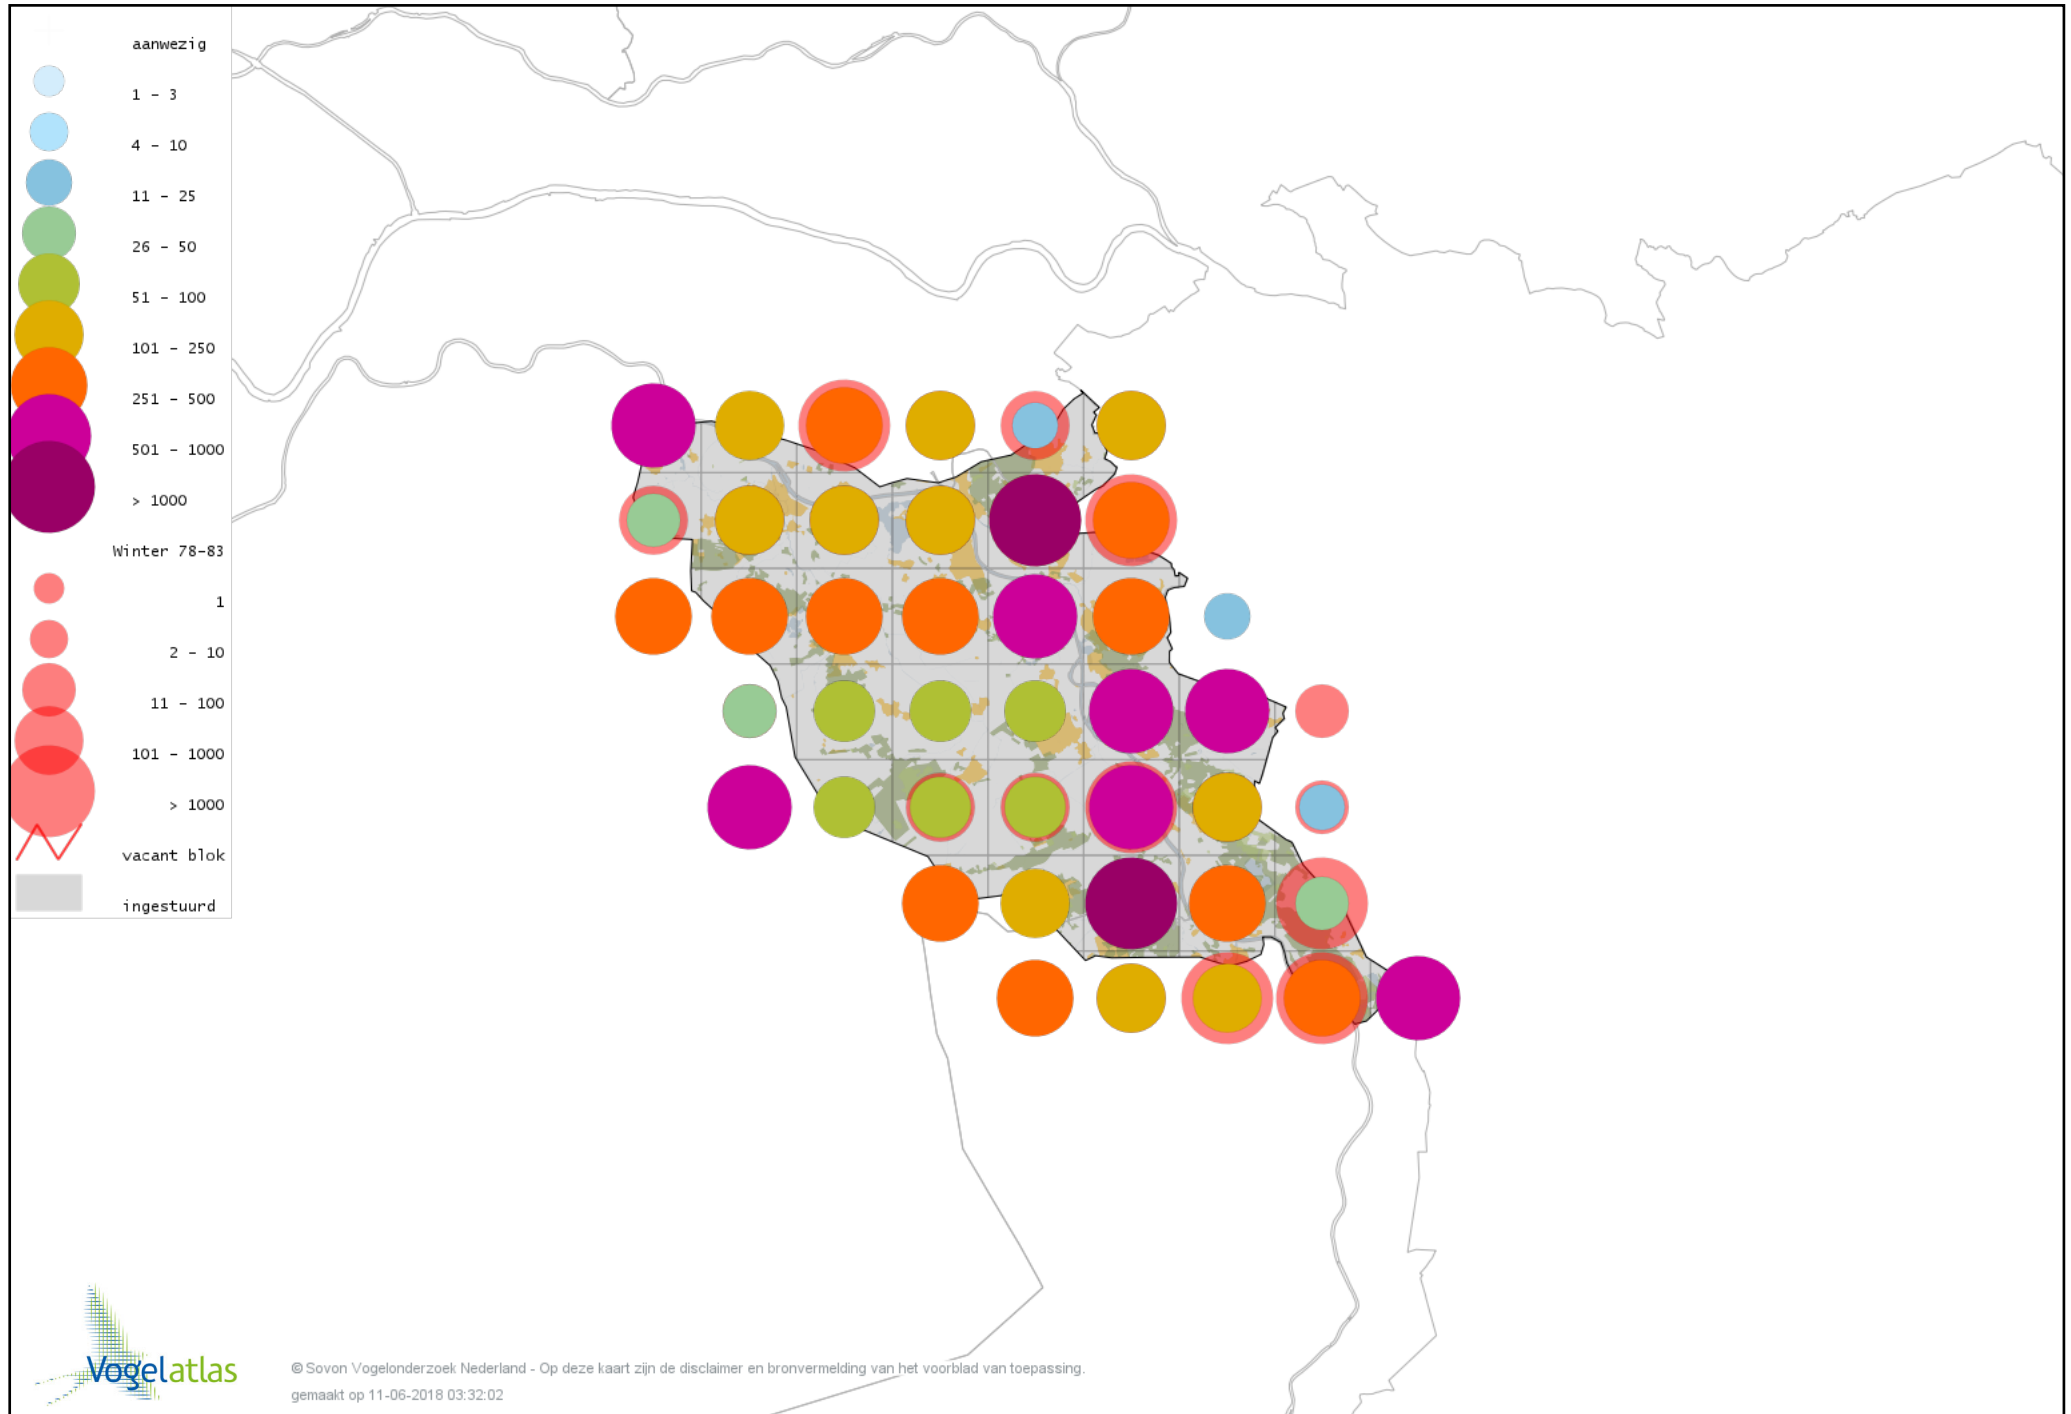 aanwezig
1 - 3
4 - 10
11 - 25
26 - 50
51 - 100
101 - 250
251 - 500
501 - 1000
> 1000
Winter 78-83
1
2 - 10
11 - 100
101 - 1000
> 1000
vacant blok
ingestuurd
Vogelatlas
© Sovon Vogelonderzoek Nederland - Op deze kaart zijn de disclaimer en bronvermelding van het voorblad van toepassing.
gemaakt op 11-06-2018 03:32:02